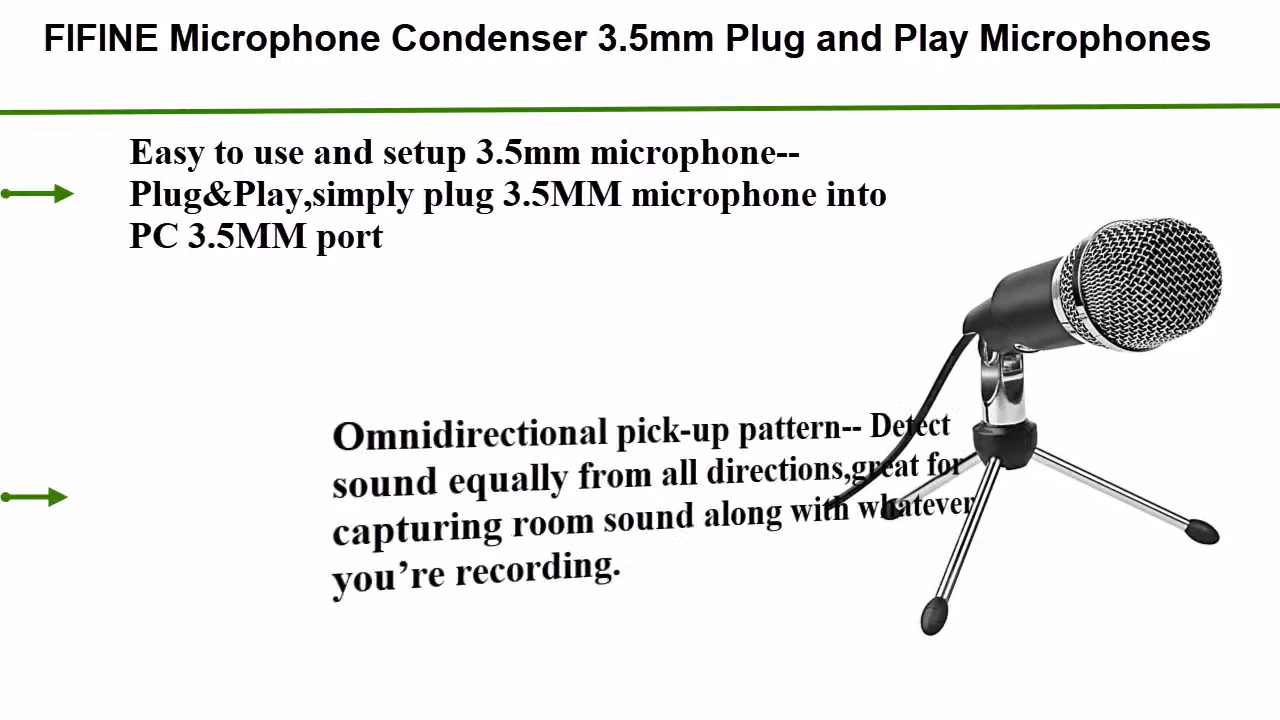 FIFINE Microphone Condenser 3.5mm Plug and Play Microphones
Easy to use and setup 3.5mm microphone--
Plug&Play,simply plug 3.5MM microphone into
PC 3.5MM port
Omnidirectional pick-up pattern-- Detect
sound equally from all directions,great for
capturing room sound along with whatever
you’re recording.